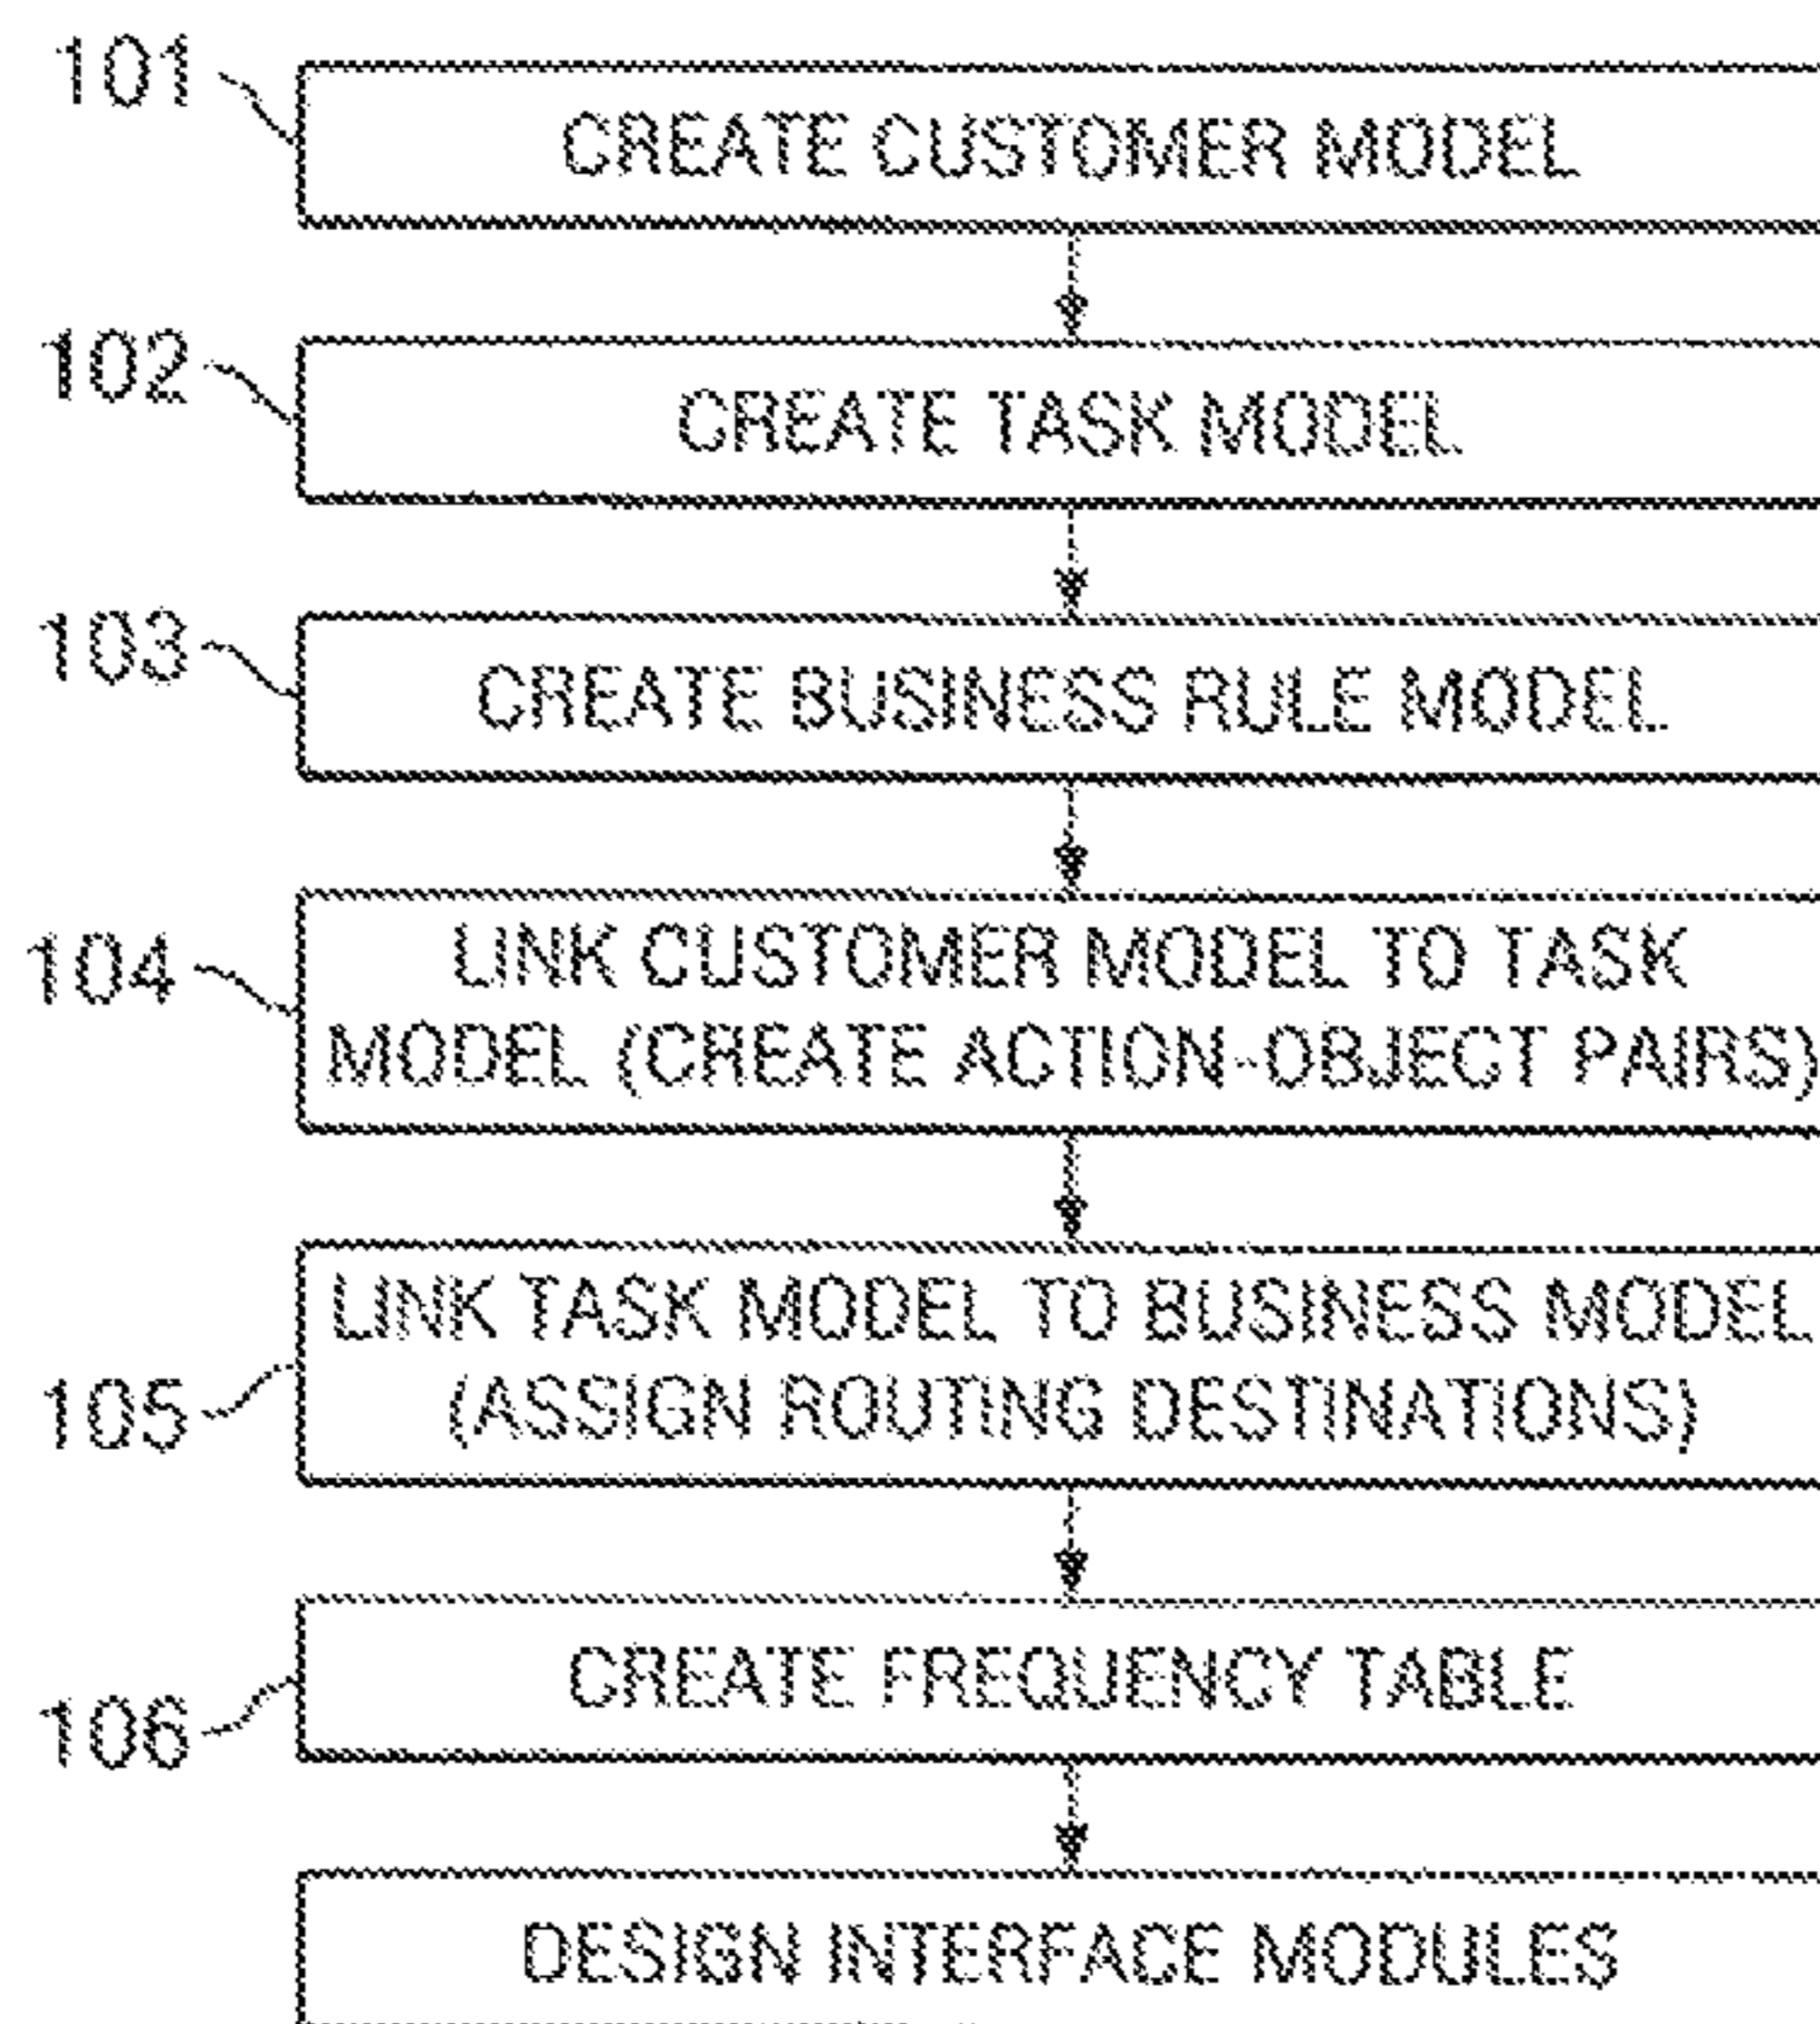 101
CREATE CUSTOMER MODEL
102
CREATE TASK MODEL
103
CREATE BUSINESS RULE MODEL
104
LINK CUSTOMER MODEL TO TASK
MODEL (CREATE ACTION-OBJECT PAIRS)
LINK TASK MODEL TO BUSINESS MODEL
(ASSIGN ROUTING DESTINATIONS)
105
CREATE FREQUENCY TABLE
106
DESIGN INTERFACE MODULES